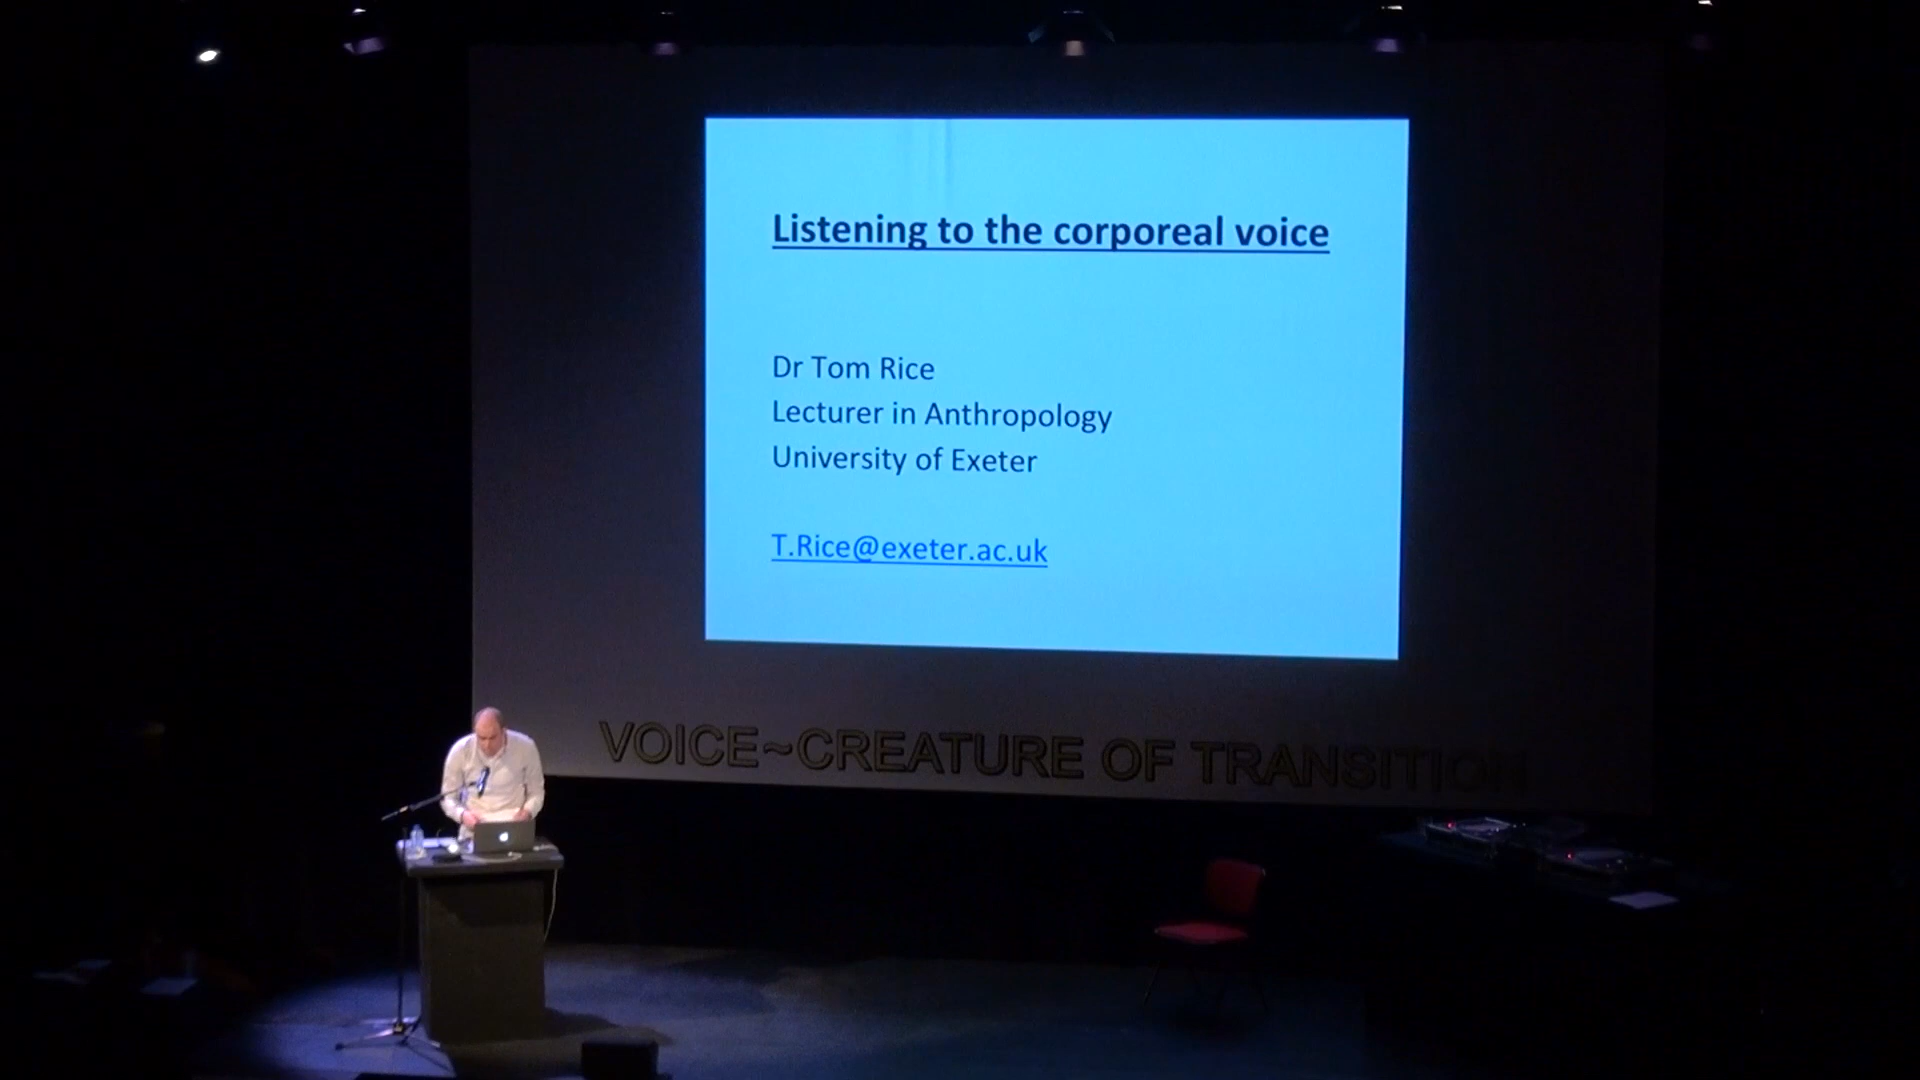 Listening to the corporeal voice
Dr Tom Rice
Lecturer in Anthropology
University of Exeter
T.Rice@exeter.ac.uk
VOICE~CREATURE OF TRANSITION